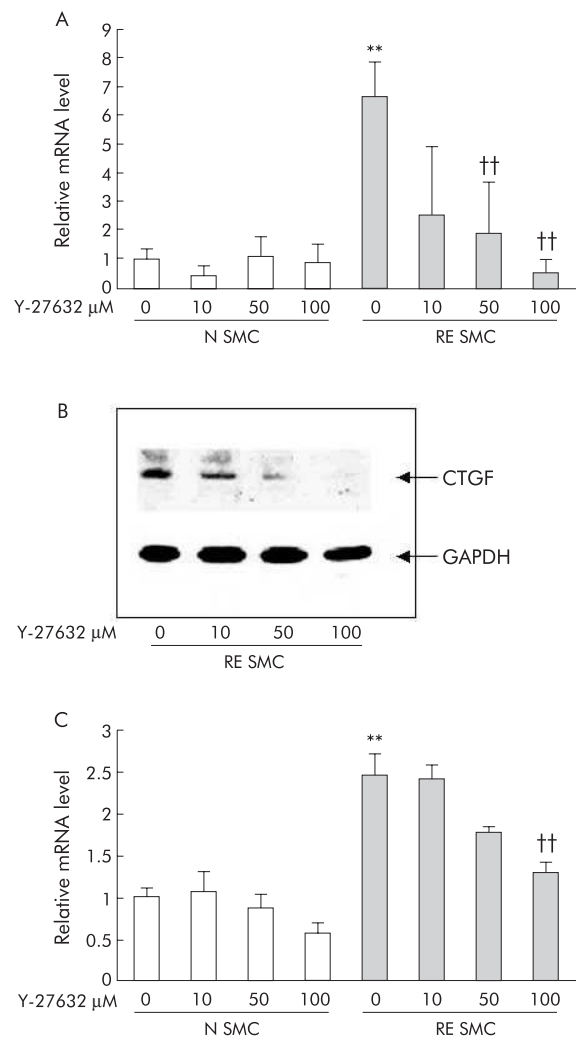 A
9
8
7
6
5
4
3
2
1
0
Relative mRNA level
**
††
††
Y-27632 µM 0 10 50 100 0 10 50 100
N SMC RE SMC
B
CTGF
GAPDH
Y-27632 µM 0 10 50 100
RE SMC
C
3
2.5
2
1.5
1
0.5
0
Relative mRNA level
**
††
Y-27632 µM 0 10 50 100 0 10 50 100
N SMC RE SMC